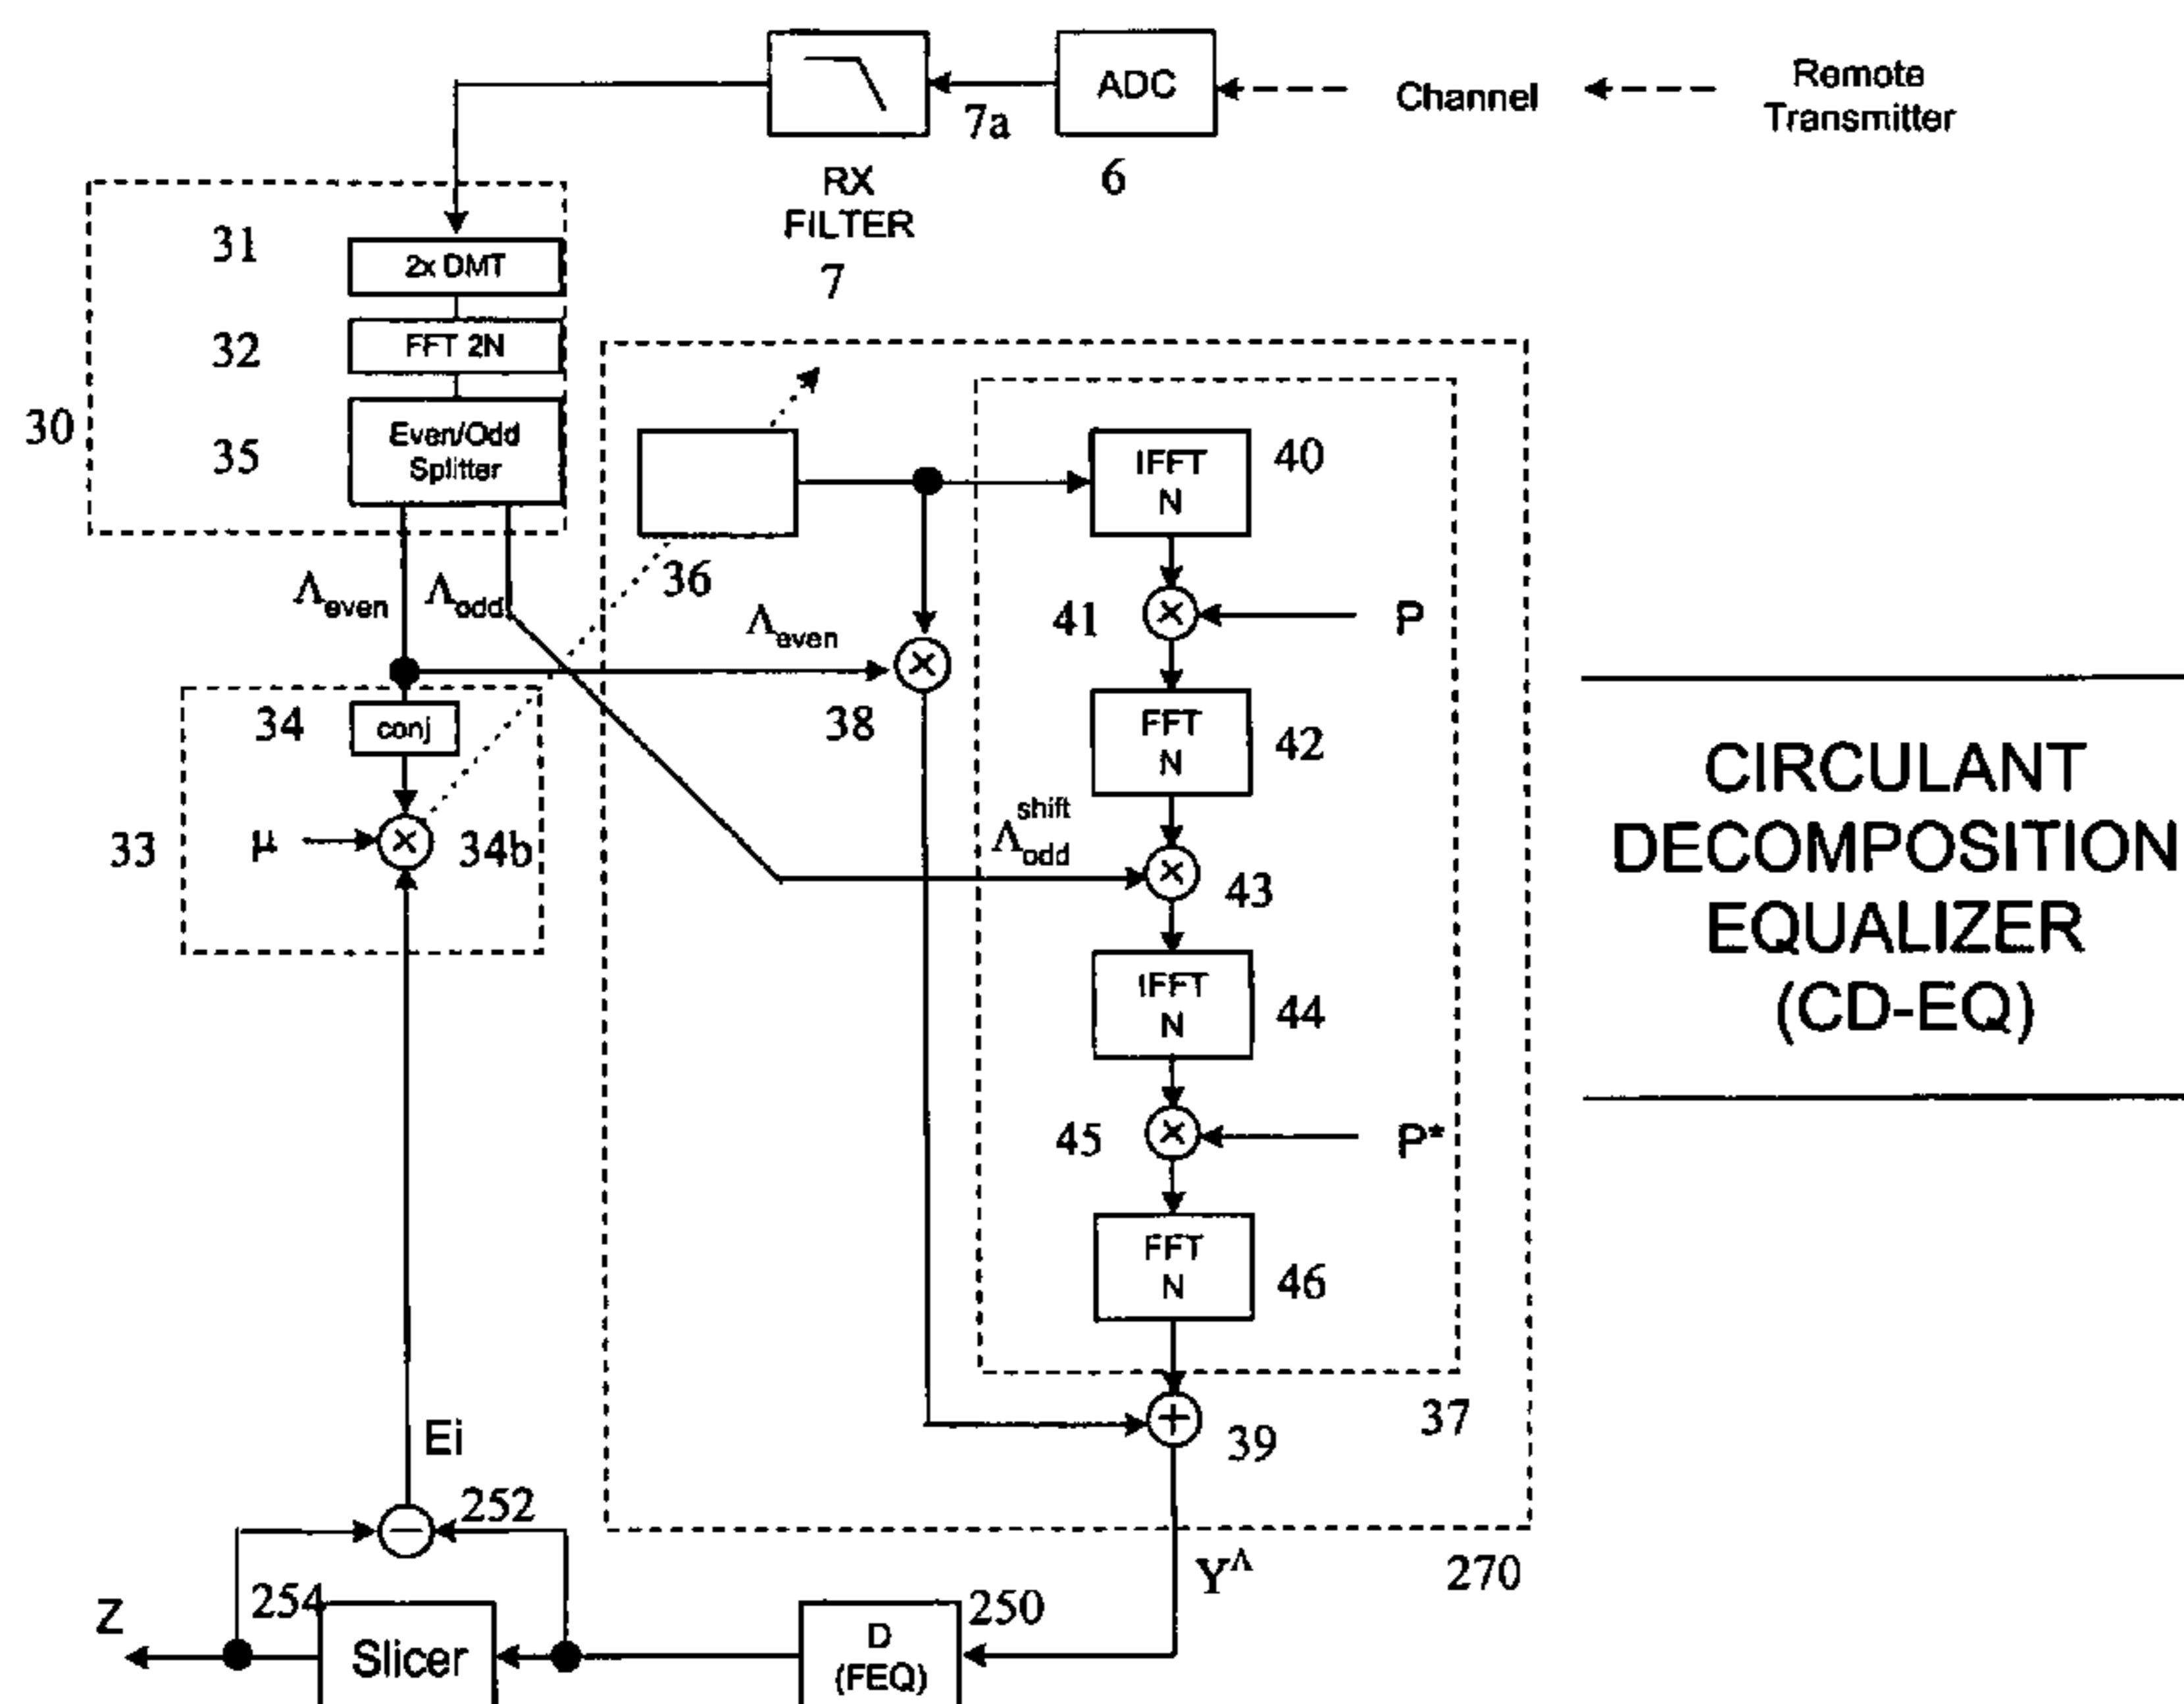 ADC
Channel
Remote
Transmitter
7a
6
RX
FILTER
7
31
2x DMT
32
FFT 2N
30
35
Even/Odd
Splitter
36
IFFT
N
40
Λeven
Λodd
Λeven
41
P
34
conj
38
FFT
N
42
33
μ
34b
Λodd shift
43
IFFT
N
44
45
P*
FFT
N
46
37
39
Ei
252
270
Y^Λ
Z
254
Slicer
250
D
(FEQ)
CIRCULANT
DECOMPOSITION
EQUALIZER
(CD-EQ)